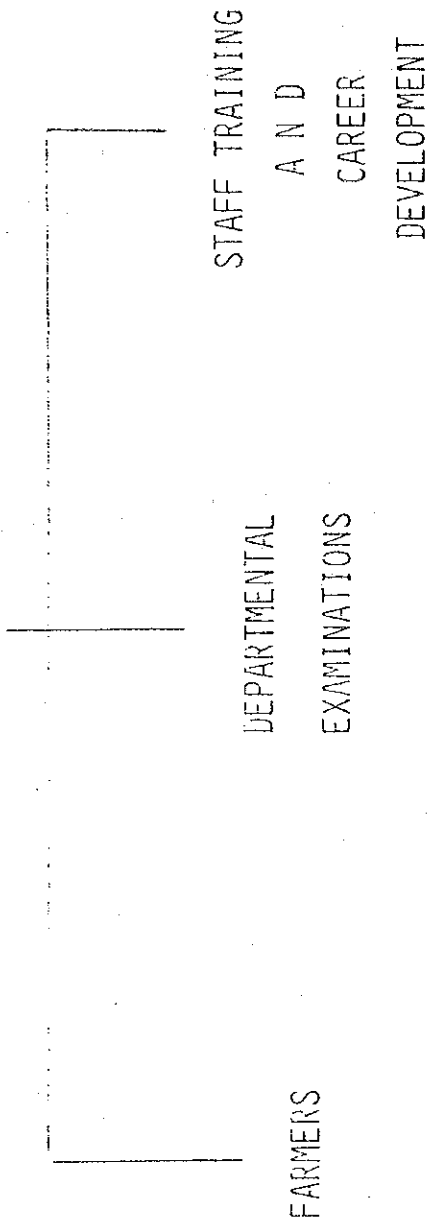 FARMERS
DEPARTMENTAL
EXAMINATIONS
STAFF TRAINING
A N D
CAREER
DEVELOPMENT